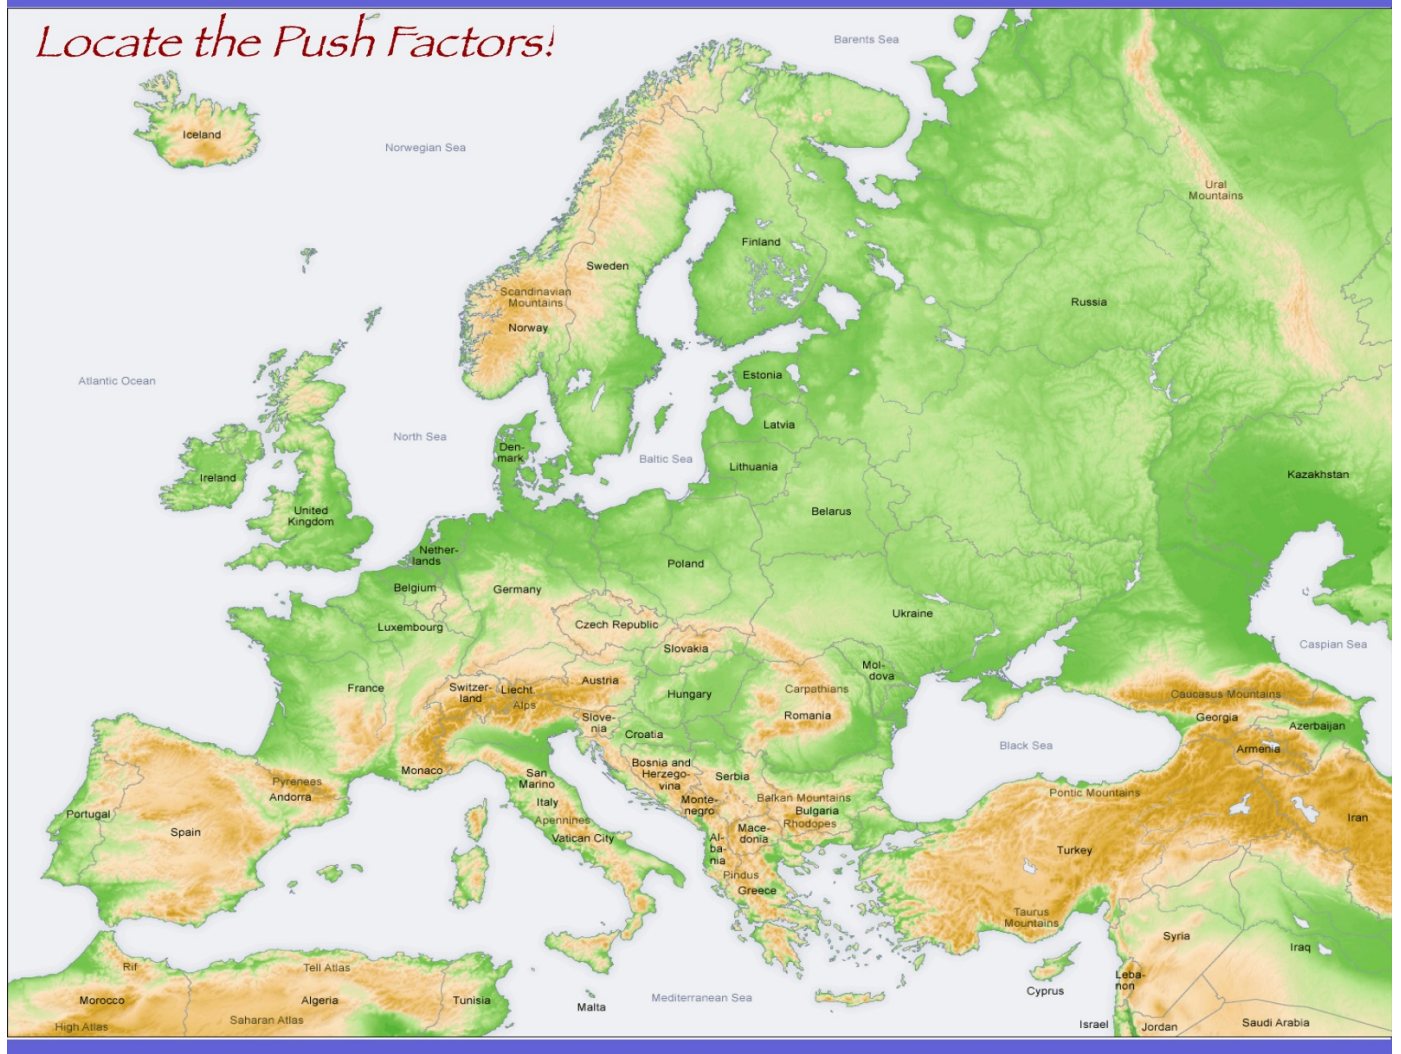 Locate the Push Factors!
Barents Sea
Iceland
Norwegian Sea
Ural
Mountains
Finland
Sweden
Scandinavian
Mountains
Norway
Russia
Atlantic Ocean
Estonia
Latvia
North Sea
Den-
mark
Baltic Sea
Lithuania
Ireland
Kazakhstan
United
Kingdom
Belarus
Nether-
lands
Poland
Belgium
Germany
Ukraine
Luxembourg
Czech Republic
Slovakia
Caspian Sea
Mol-
dova
France
Switzer-
land
Liecht.
Austria
Alps
Hungary
Carpathians
Romania
Caucasus Mountains
Slove-
nia
Croatia
Georgia
Azerbaijan
Black Sea
Armenia
Monaco
San
Marino
Bosnia and
Herzego-
vina
Serbia
Pyrenees
Andorra
Italy
Monte-
negro
Balkan Mountains
Bulgaria
Pontic Mountains
Portugal
Apennines
Rhodopes
Iran
Spain
Vatican City
Mace-
donia
Al-
ba-
nia
Turkey
Pindus
Greece
Taurus
Mountains
Syria
Iraq
Rif
Tell Atlas
Leba-
non
Cyprus
Morocco
Algeria
Tunisia
Malta
Mediterranean Sea
High Atlas
Saharan Atlas
Israel
Jordan
Saudi Arabia